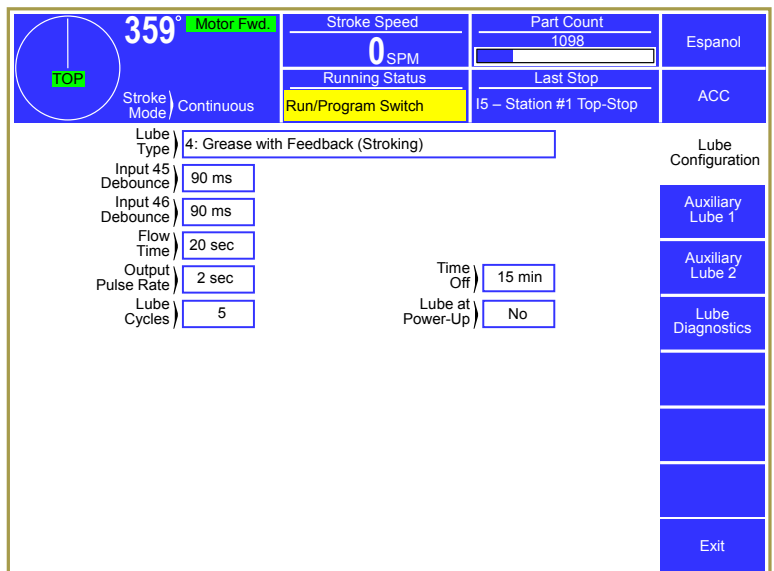 359° Motor Fwd.
TOP
Stroke Mode Continuous
Stroke Speed
0 SPM
Part Count
1098
Running Status
Run/Program Switch
Last Stop
I5 – Station #1 Top-Stop
Espanol
ACC
Lube Type 4: Grease with Feedback (Stroking)
Input 45 Debounce 90 ms
Input 46 Debounce 90 ms
Flow Time 20 sec
Output Pulse Rate 2 sec
Time Off 15 min
Lube Cycles 5
Lube at Power-Up No
Lube Configuration
Auxiliary Lube 1
Auxiliary Lube 2
Lube Diagnostics
Exit